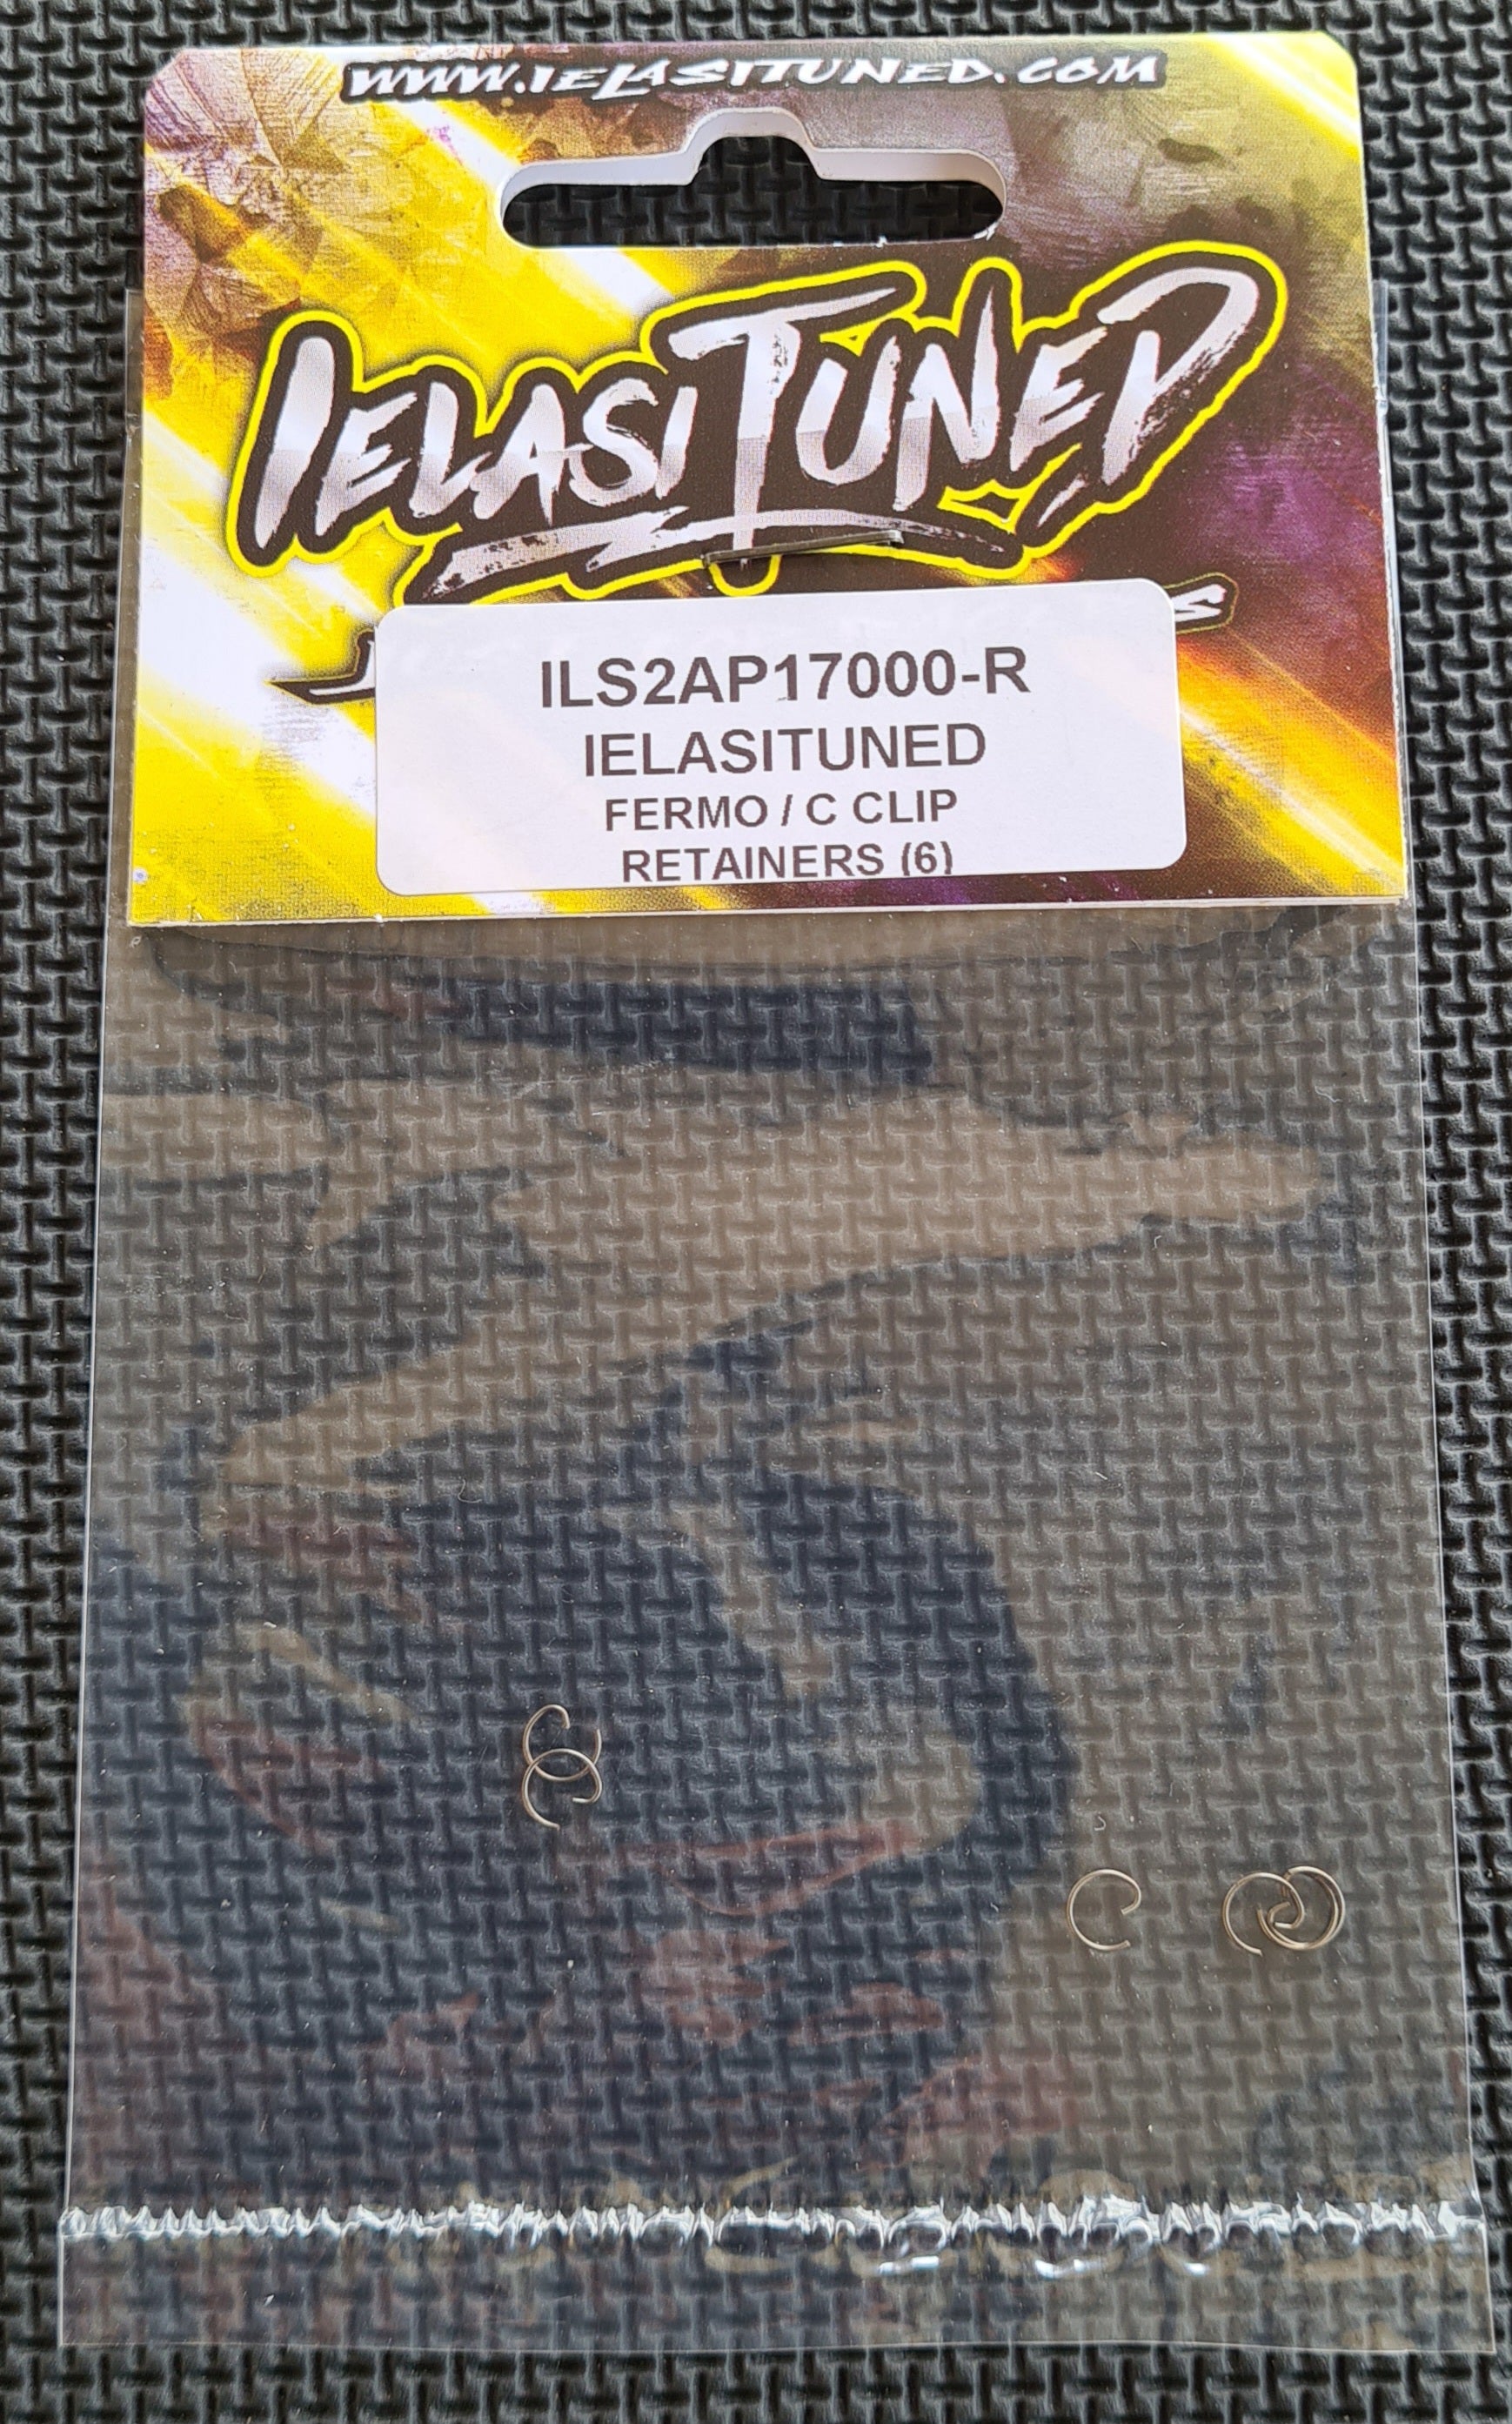 WWW.IELASITUNED.COM
IELASITUNED
ILS2AP17000-R
IELASITUNED
FERMO / C CLIP
RETAINERS (6)